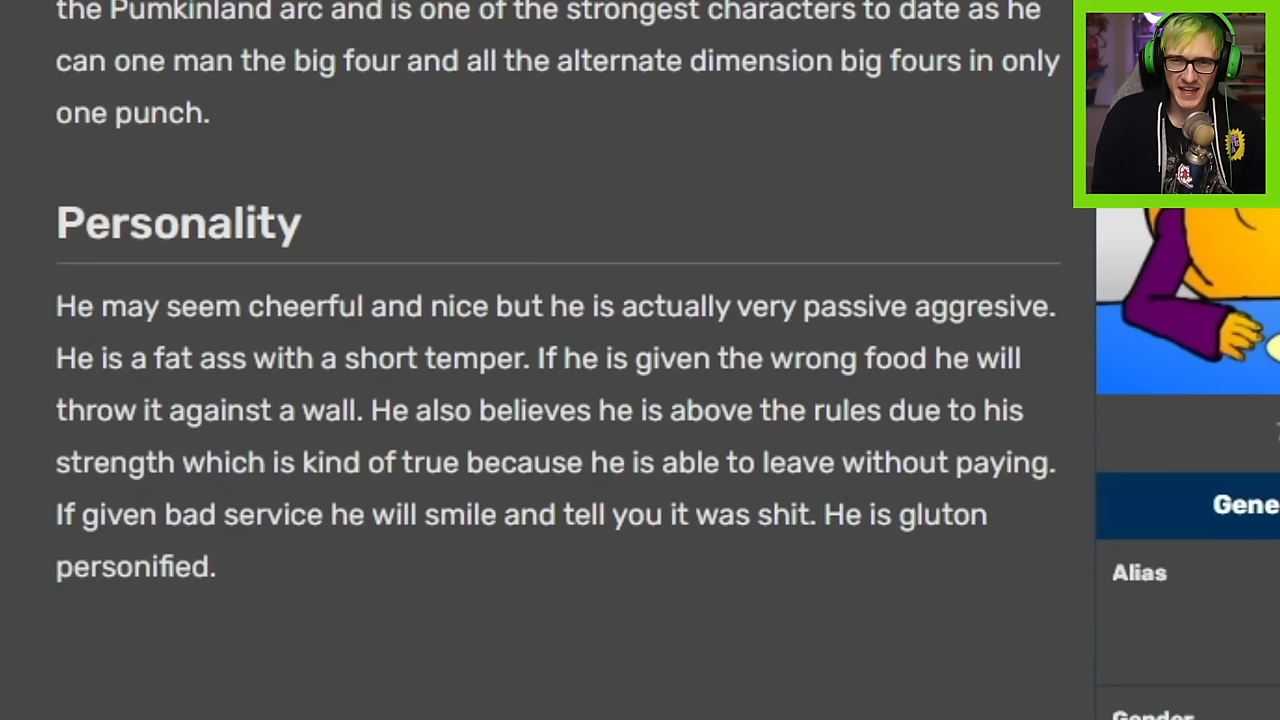 the Pumkinland arc and is one of the strongest characters to date as he
can one man the big four and all the alternate dimension big fours in only
one punch.
Personality
He may seem cheerful and nice but he is actually very passive aggresive.
He is a fat ass with a short temper. If he is given the wrong food he will
throw it against a wall. He also believes he is above the rules due to his
strength which is kind of true because he is able to leave without paying.
If given bad service he will smile and tell you it was shit. He is gluton
personified.
Gene
Alias
Gender